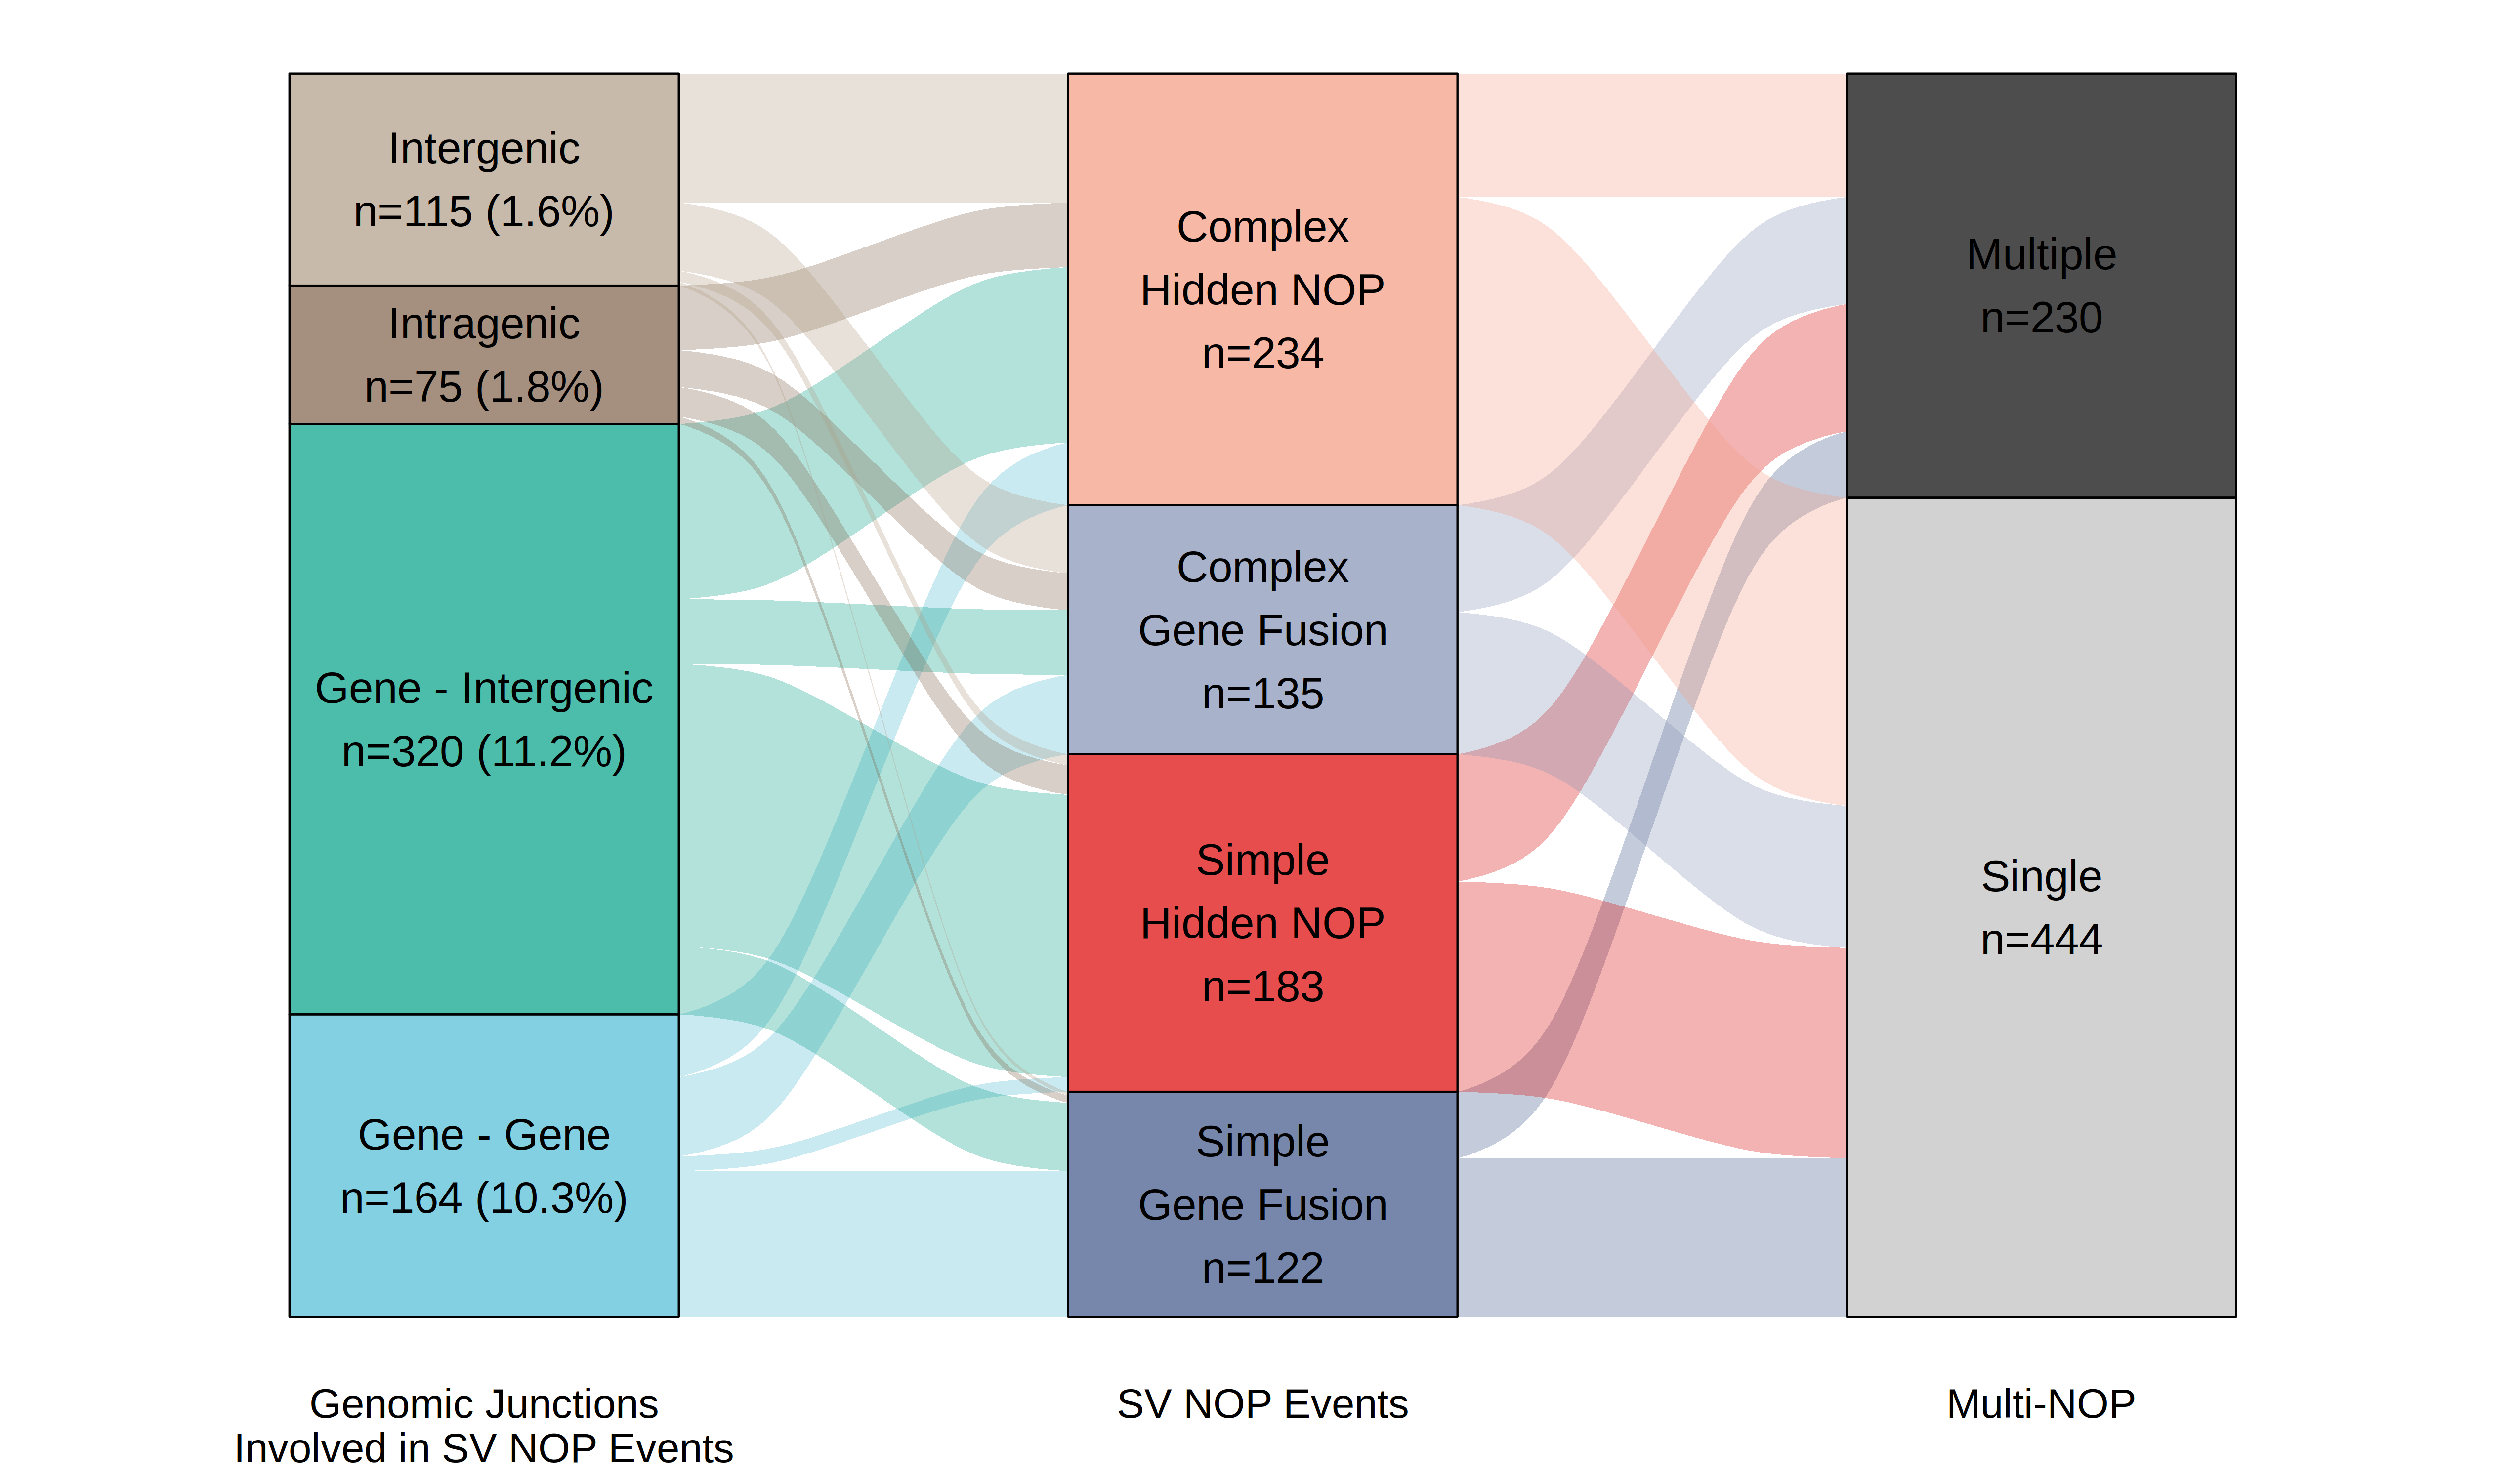 Intergenic
n=115 (1.6%)
Intragenic
n=75 (1.8%)
Gene - Intergenic
n=320 (11.2%)
Gene - Gene
n=164 (10.3%)
Complex
Hidden NOP
n=234
Complex
Gene Fusion
n=135
Simple
Hidden NOP
n=183
Simple
Gene Fusion
n=122
Multiple
n=230
Single
n=444
Genomic Junctions
Involved in SV NOP Events
SV NOP Events
Multi-NOP